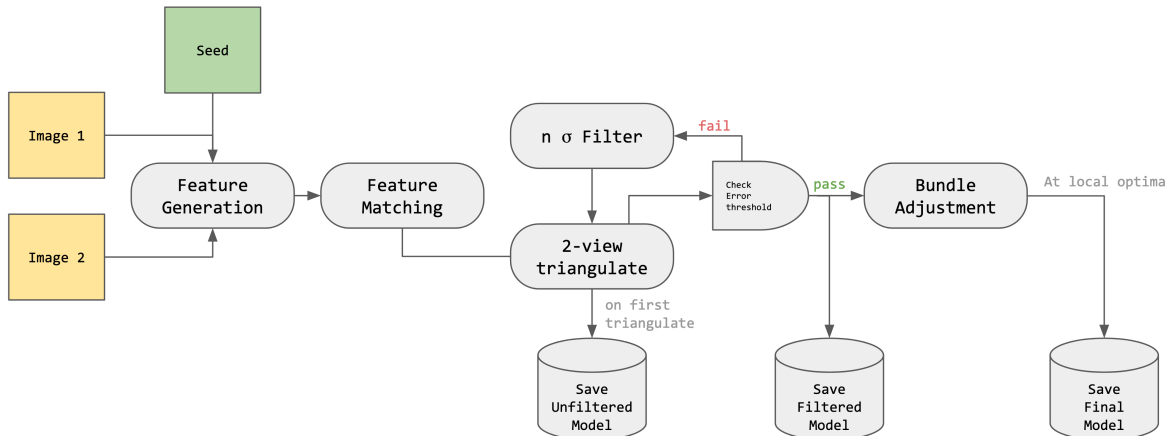 Seed
Image 1
Image 2
Feature
Generation
Feature
Matching
n σ Filter
2-view
triangulate
on first
triangulate
fail
Check
Error
threshold
pass
Bundle
Adjustment
At local optima
Save
Unfiltered
Model
Save
Filtered
Model
Save
Final
Model